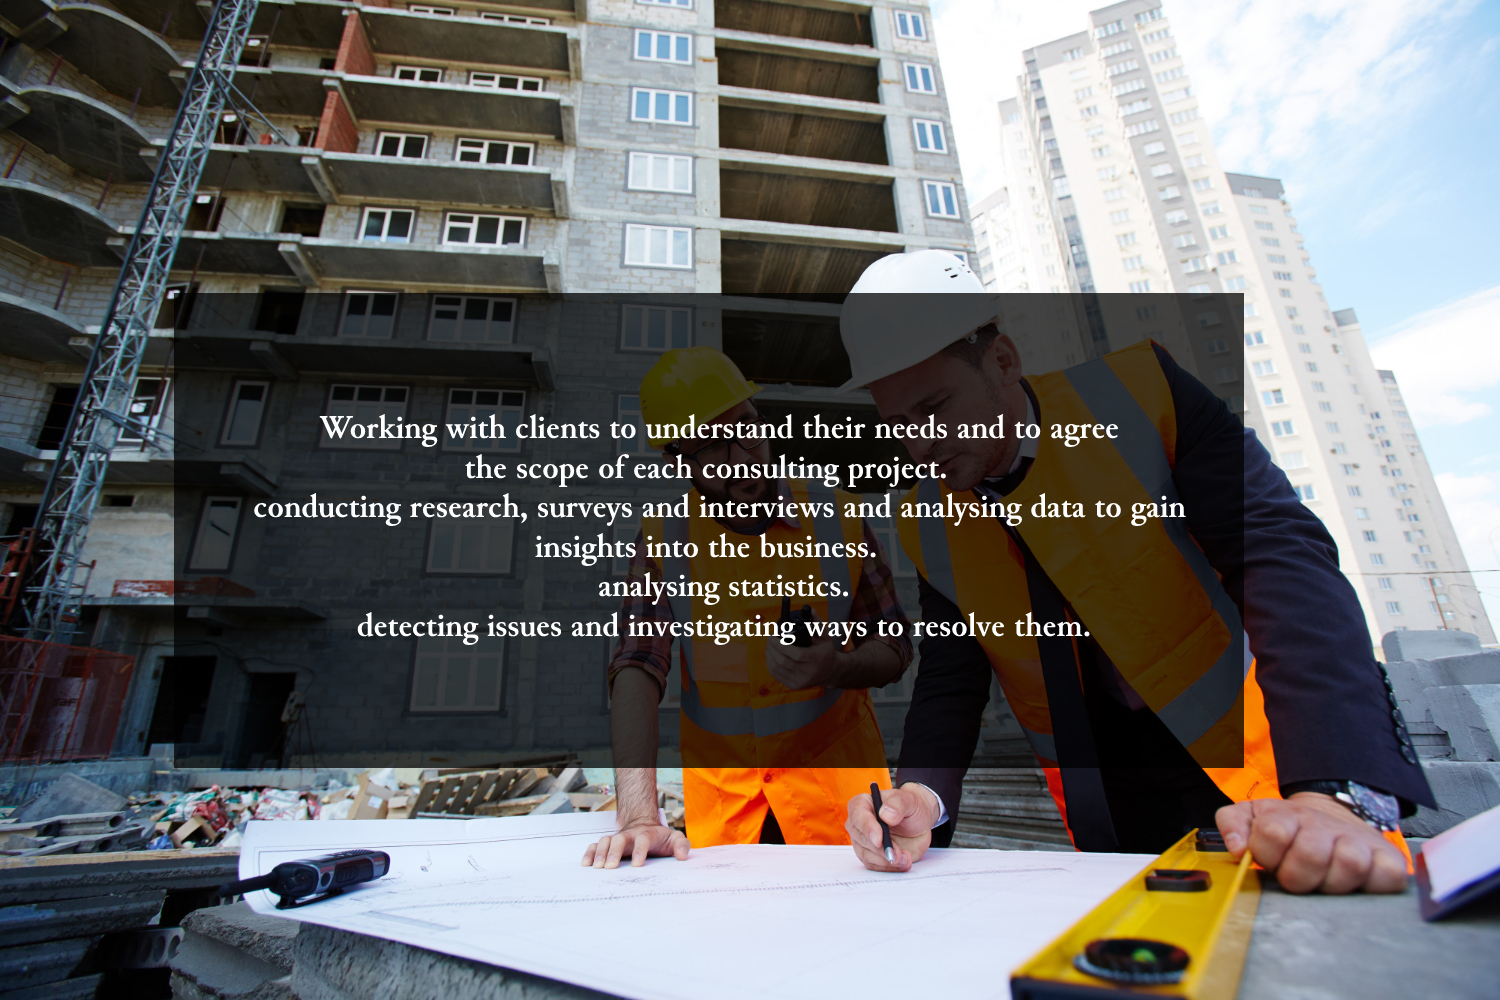 Working with clients to understand their needs and to agree
the scope of each consulting project.
conducting research, surveys and interviews and analysing data to gain
insights into the business.
analysing statistics.
detecting issues and investigating ways to resolve them.